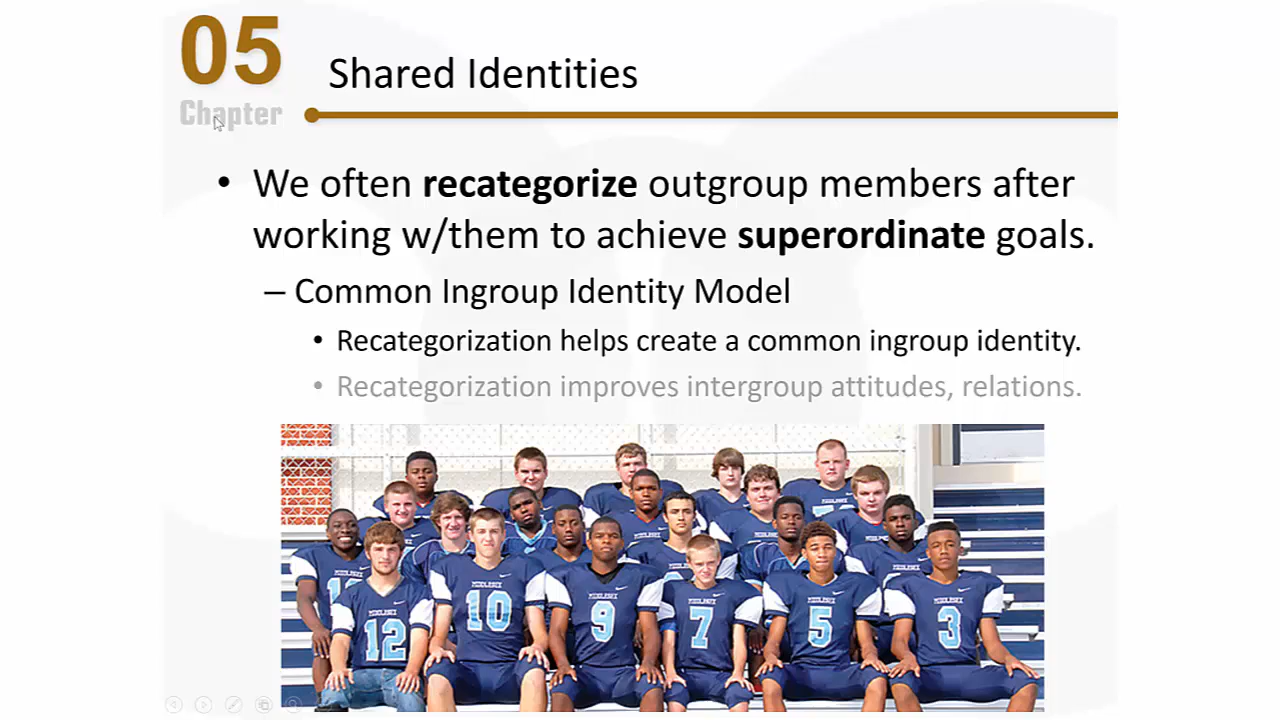 05
Chapter
Shared Identities
• We often recategorize outgroup members after
working w/them to achieve superordinate goals.
– Common Ingroup Identity Model
• Recategorization helps create a common ingroup identity.
• Recategorization improves intergroup attitudes, relations.
12
10
9
7
5
3